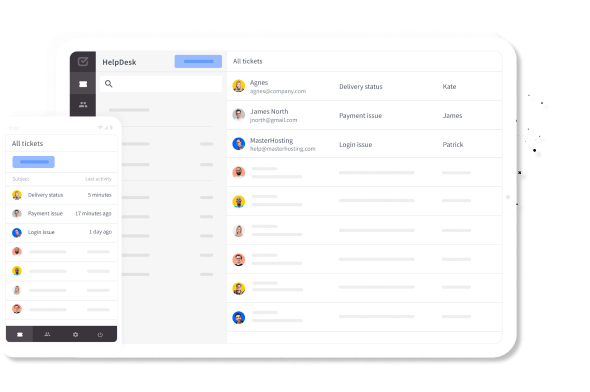 HelpDesk
All tickets
Agnes
agnes@company.com
Delivery status
Kate
James North
jnorth@gmail.com
Payment issue
James
MasterHosting
help@masterhosting.com
Login issue
Patrick
All tickets
Subject
Last activity
Delivery status
5 minutes
Payment issue
17 minutes ago
Login issue
1 day ago